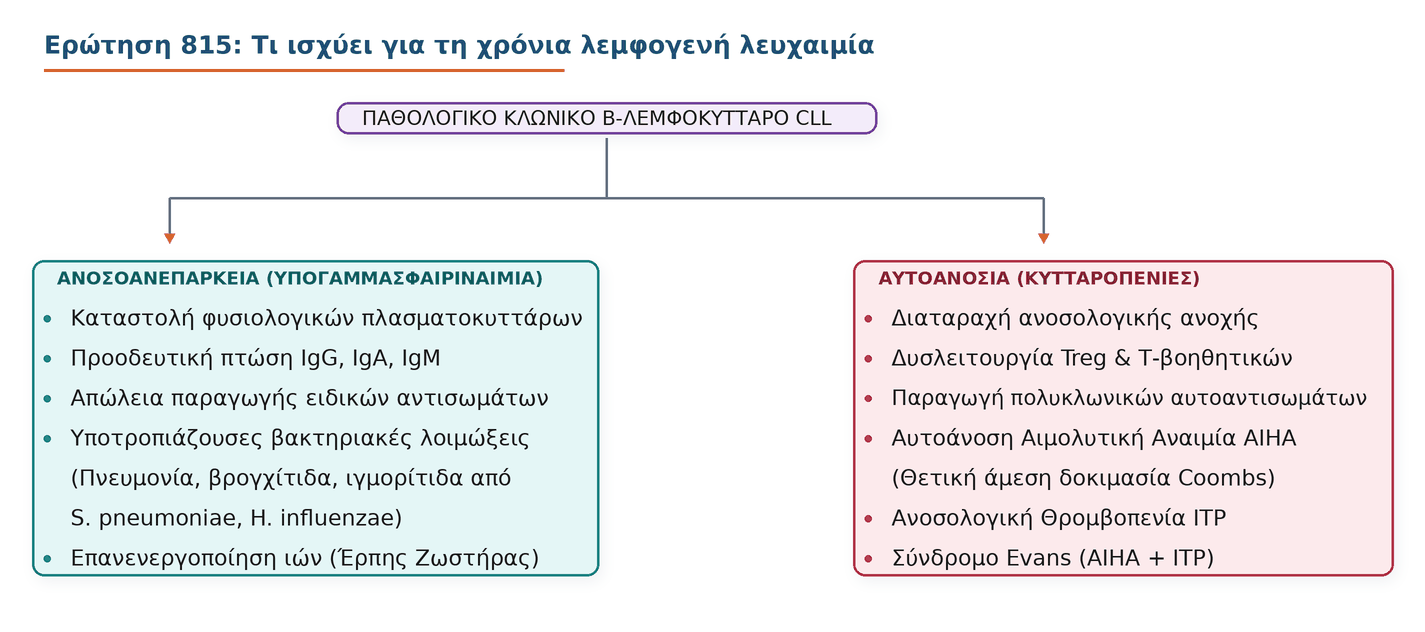 Ερώτηση 815: Τι ισχύει για τη χρόνια λεμφογενή λευχαιμία
ΠΑΘΟΛΟΓΙΚΟ ΚΛΩΝΙΚΟ Β-ΛΕΜΦΟΚΥΤΤΑΡΟ CLL
ΑΝΟΣΟΑΝΕΠΑΡΚΕΙΑ (ΥΠΟΓΑΜΜΑΣΦΑΙΡΙΝΑΙΜΙΑ)
• Καταστολή φυσιολογικών πλασματοκυττάρων
• Προοδευτική πτώση IgG, IgA, IgM
• Απώλεια παραγωγής ειδικών αντισωμάτων
• Υποτροπιάζουσες βακτηριακές λοιμώξεις
(Πνευμονία, βρογχίτιδα, ιγμορίτιδα από
S. pneumoniae, H. influenzae)
• Επανενεργοποίηση ιών (Έρπης Ζωστήρας)
ΑΥΤΟΑΝΟΣΙΑ (ΚΥΤΤΑΡΟΠΕΝΙΕΣ)
• Διαταραχή ανοσολογικής ανοχής
• Δυσλειτουργία Treg & T-βοηθητικών
• Παραγωγή πολυκλωνικών αυτοαντισωμάτων
• Αυτοάνοση Αιμολυτική Αναιμία AIHA
(Θετική άμεση δοκιμασία Coombs)
• Ανοσολογική Θρομβοπενία ITP
• Σύνδρομο Evans (AIHA + ITP)